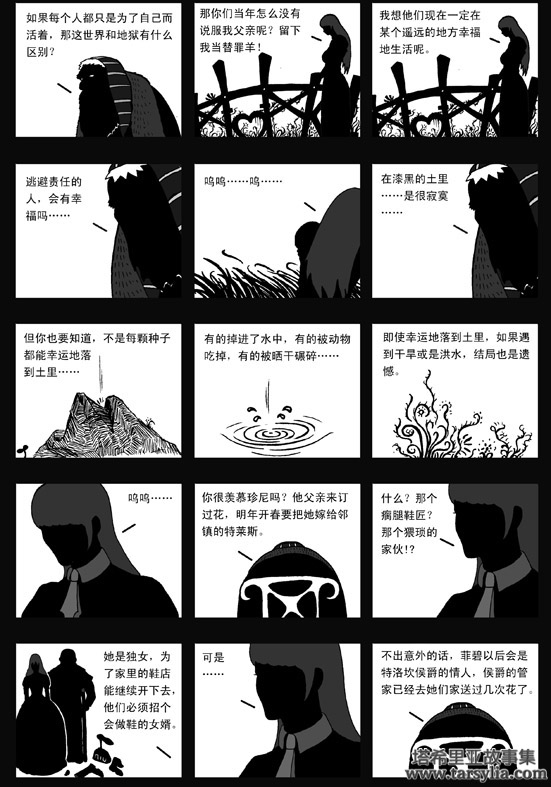 如果每个人都只是为了自己而
活着，那这世界和地狱有什么
区别？
那你们当年怎么没有
说服我父亲呢？留下
我当替罪羊！
我想他们现在一定在
某个遥远的地方幸福
地生活呢。
逃避责任的
人，会有幸
福吗……
呜呜……呜……
在漆黑的土里
……是很寂寞
……
但你也要知道，不是每颗种子
都能幸运地落
到土里……
有的掉进了水中，有的被动物
吃掉，有的被晒干碾碎……
即使幸运地落到土里，如果遇
到干旱或是洪水，结局也是遗
憾。
呜呜……
你很羡慕珍尼吗？他父亲来订
过花，明年开春要把她嫁给邻
镇的特莱斯。
什么？那个
瘸腿鞋匠？
那个猥琐的
家伙!?
她是独女，为
了家里的鞋店
能继续开下去，
他们必须招个
会做鞋的女婿。
可是
……
不出意外的话，菲碧以后会是
特洛坎侯爵的情人，侯爵的管
家已经去她们家送过几次花了。
塔希里亚故事集
www.tarsylia.com